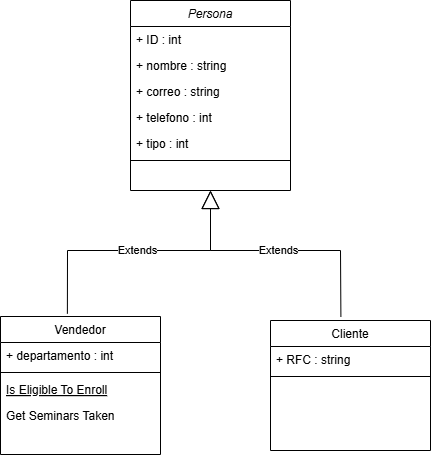 Persona
+ ID : int
+ nombre : string
+ correo : string
+ telefono : int
+ tipo : int
Extends
Extends
Vendedor
+ departamento : int
Is Eligible To Enroll
Get Seminars Taken
Cliente
+ RFC : string